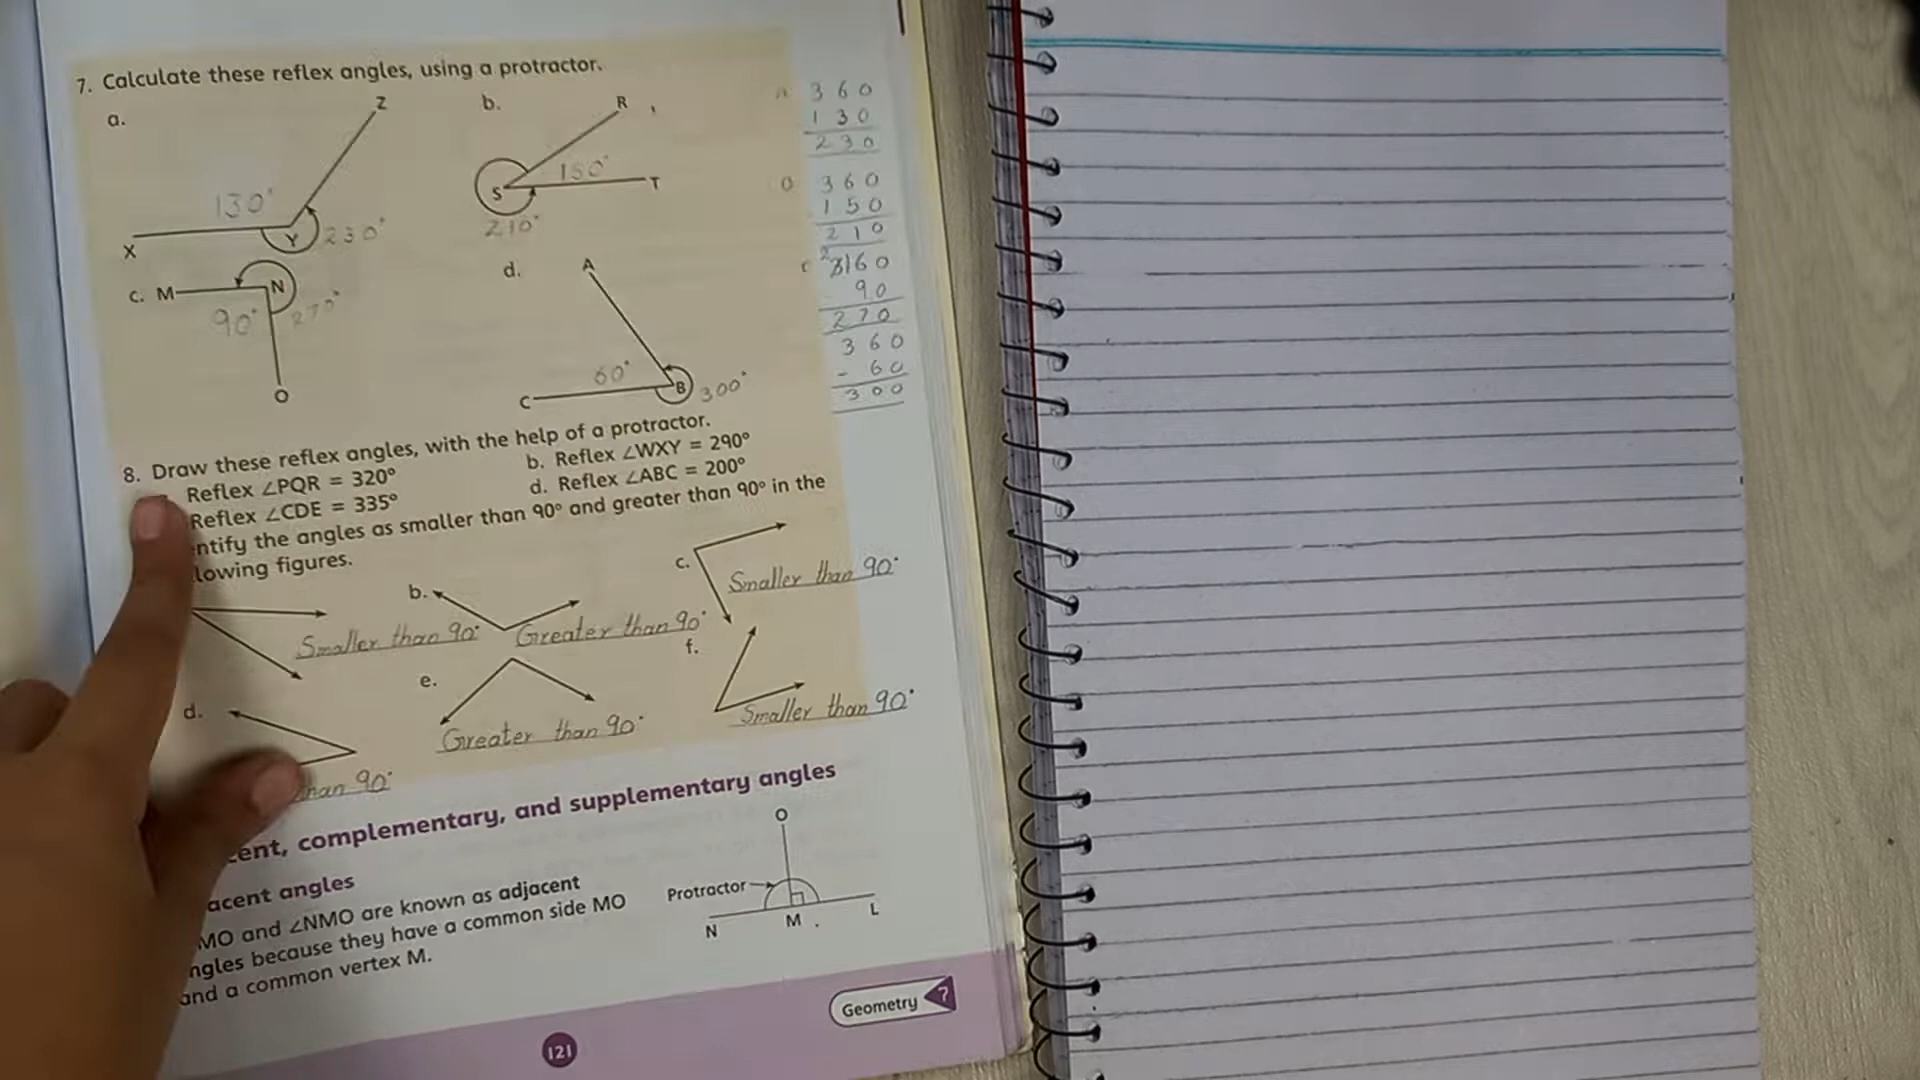 7. Calculate these reflex angles, using a protractor.
a.
Z
130°
X
Y
230°
b.
R
S
150°
T
210°
c. M
N
90°
270°
O
d.
A
60°
C
B
300°
360
130
230
360
150
210
c 2 3160
90
270
360
- 60
300
8. Draw these reflex angles, with the help of a protractor.
Reflex ∠PQR = 320°
b. Reflex ∠WXY = 290°
Reflex ∠CDE = 335°
d. Reflex ∠ABC = 200°
ntify the angles as smaller than 90° and greater than 90° in the
lowing figures.
Smaller than 90°
b.
Greater than 90°
c.
Smaller than 90°
d.
han 90°
e.
Greater than 90°
f.
Smaller than 90°
cent, complementary, and supplementary angles
acent angles
MO and ∠NMO are known as adjacent
ngles because they have a common side MO
and a common vertex M.
O
Protractor
N
M
L
Geometry 7
121